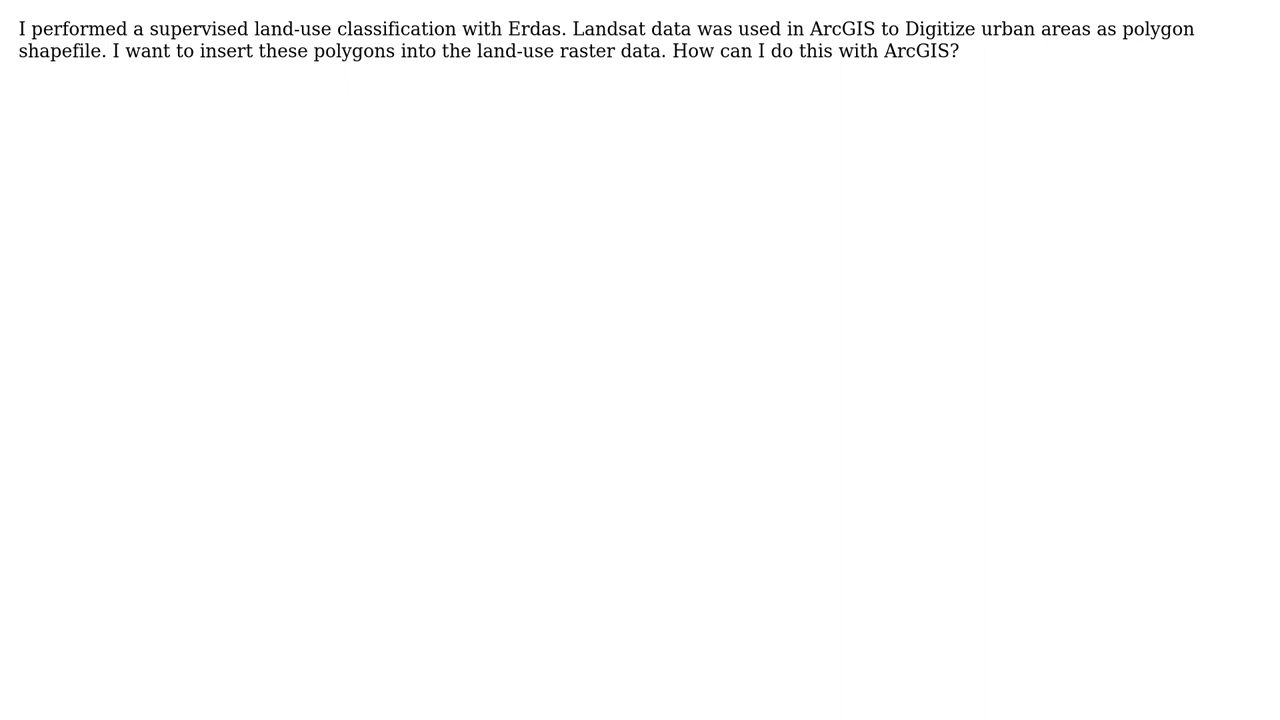 I performed a supervised land-use classification with Erdas. Landsat data was used in ArcGIS to Digitize urban areas as polygon
shapefile. I want to insert these polygons into the land-use raster data. How can I do this with ArcGIS?